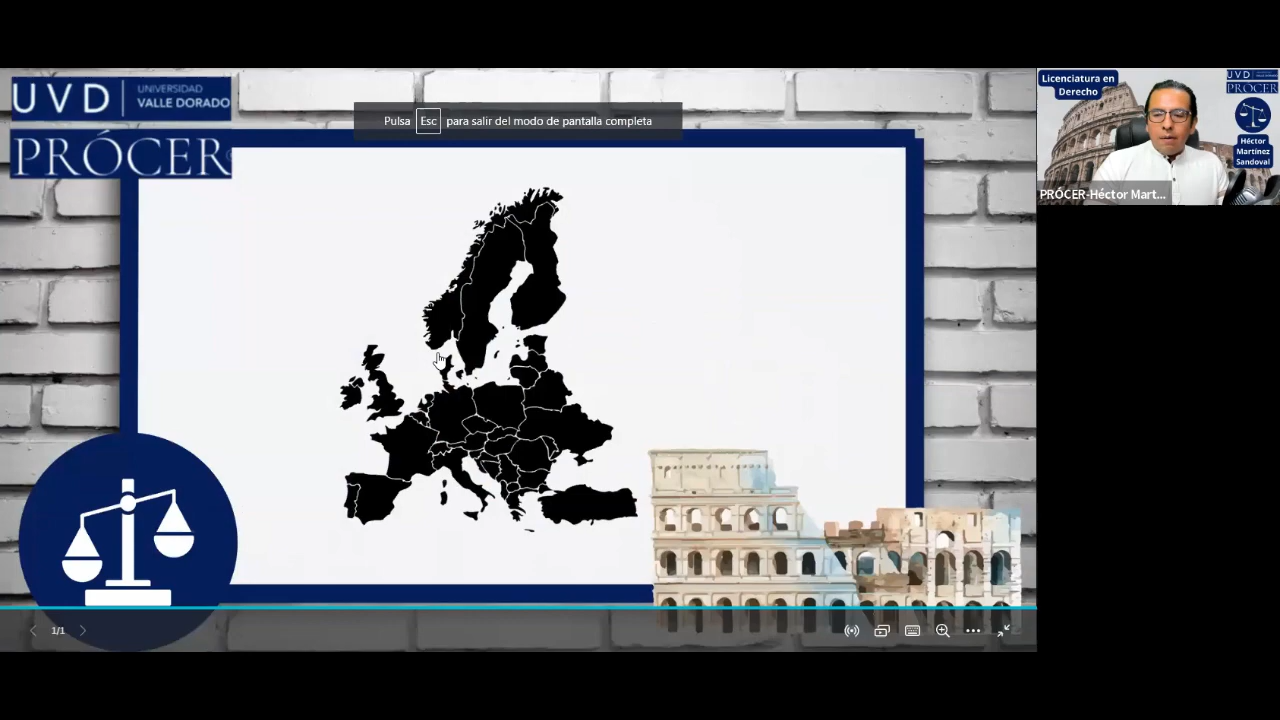 UVD
UNIVERSIDAD
VALLE DORADO
PRÓCER
Pulsa Esc para salir del modo de pantalla completa
1/1
Licenciatura en
Derecho
UVD
PRÓCER
Héctor
Martínez
Sandoval
PRÓCER-Héctor Mart...